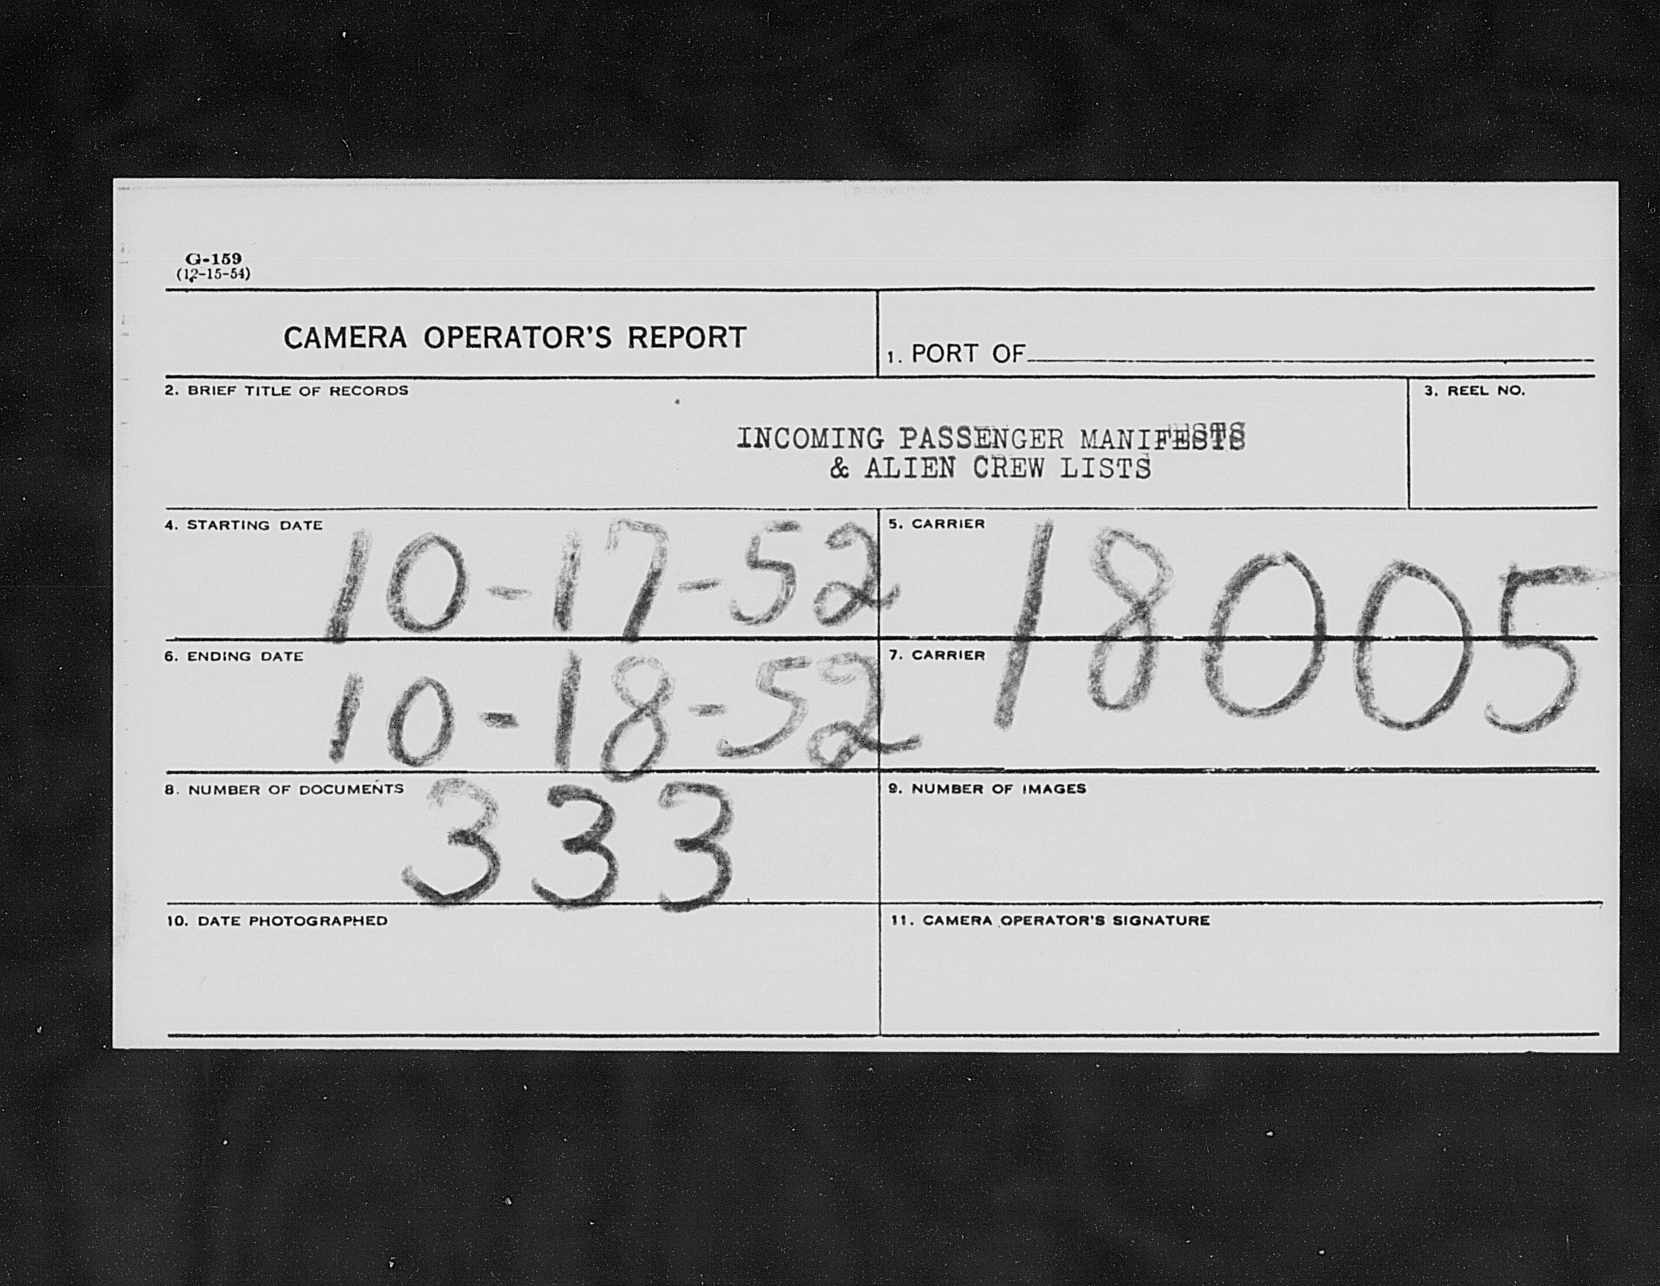 G-159
(12-15-54)
CAMERA OPERATOR'S REPORT
1. PORT OF
2. BRIEF TITLE OF RECORDS
3. REEL NO.
INCOMING PASSENGER MANIFESTS
& ALIEN CREW LISTS
4. STARTING DATE
10-17-52
5. CARRIER
18005
6. ENDING DATE
10-18-52
7. CARRIER
8. NUMBER OF DOCUMENTS
333
9. NUMBER OF IMAGES
10. DATE PHOTOGRAPHED
11. CAMERA OPERATOR'S SIGNATURE